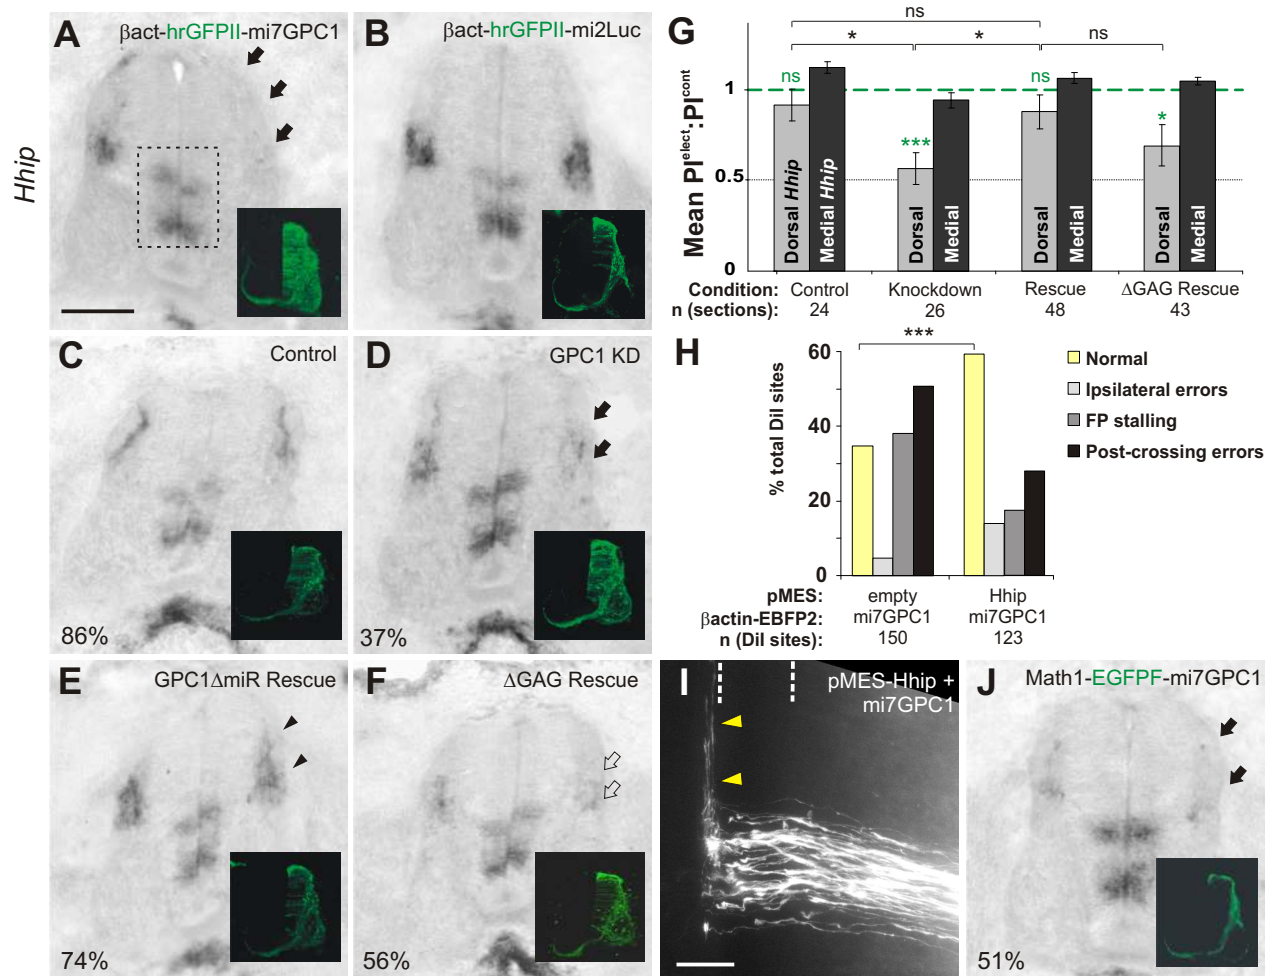 A
βact-hrGFPII-mi7GPC1
B
βact-hrGFPII-mi2Luc
Hhip
C
Control
D
GPC1 KD
86%
37%
E
GPC1ΔmiR Rescue
F
ΔGAG Rescue
74%
56%
G
ns
*
*
ns
Mean PIelect:PIcont
1
0.5
0
ns
***
ns
*
Dorsal Hhip
Medial Hhip
Dorsal
Medial
Dorsal
Medial
Dorsal
Medial
Condition: Control Knockdown Rescue ΔGAG Rescue
n (sections): 24 26 48 43
H
***
% total DiI sites
60
40
20
0
Normal
Ipsilateral errors
FP stalling
Post-crossing errors
pMES: empty Hhip
βactin-EBFP2: mi7GPC1 mi7GPC1
n (DiI sites): 150 123
I
pMES-Hhip +
mi7GPC1
J
Math1-EGFPF-mi7GPC1
51%